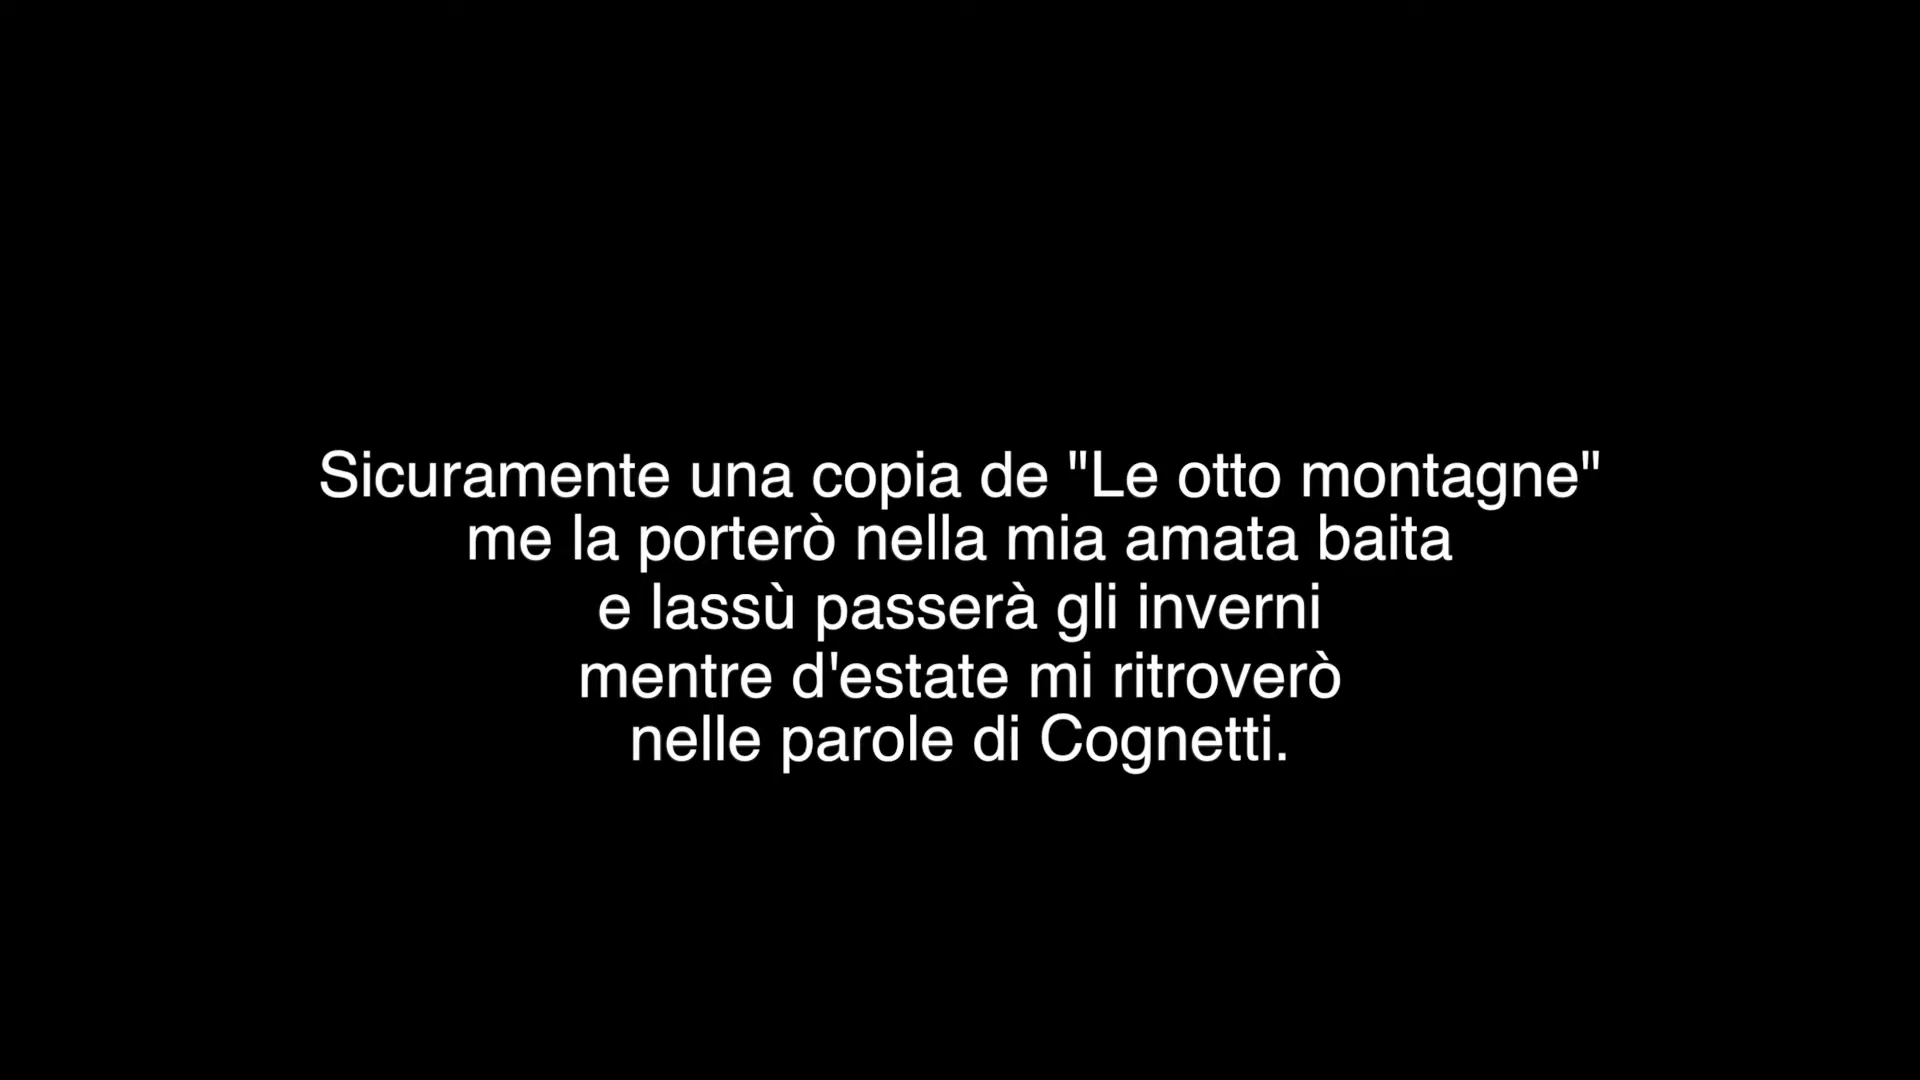 Sicuramente una copia de "Le otto montagne"
me la porterò nella mia amata baita
e lassù passerà gli inverni
mentre d'estate mi ritroverò
nelle parole di Cognetti.